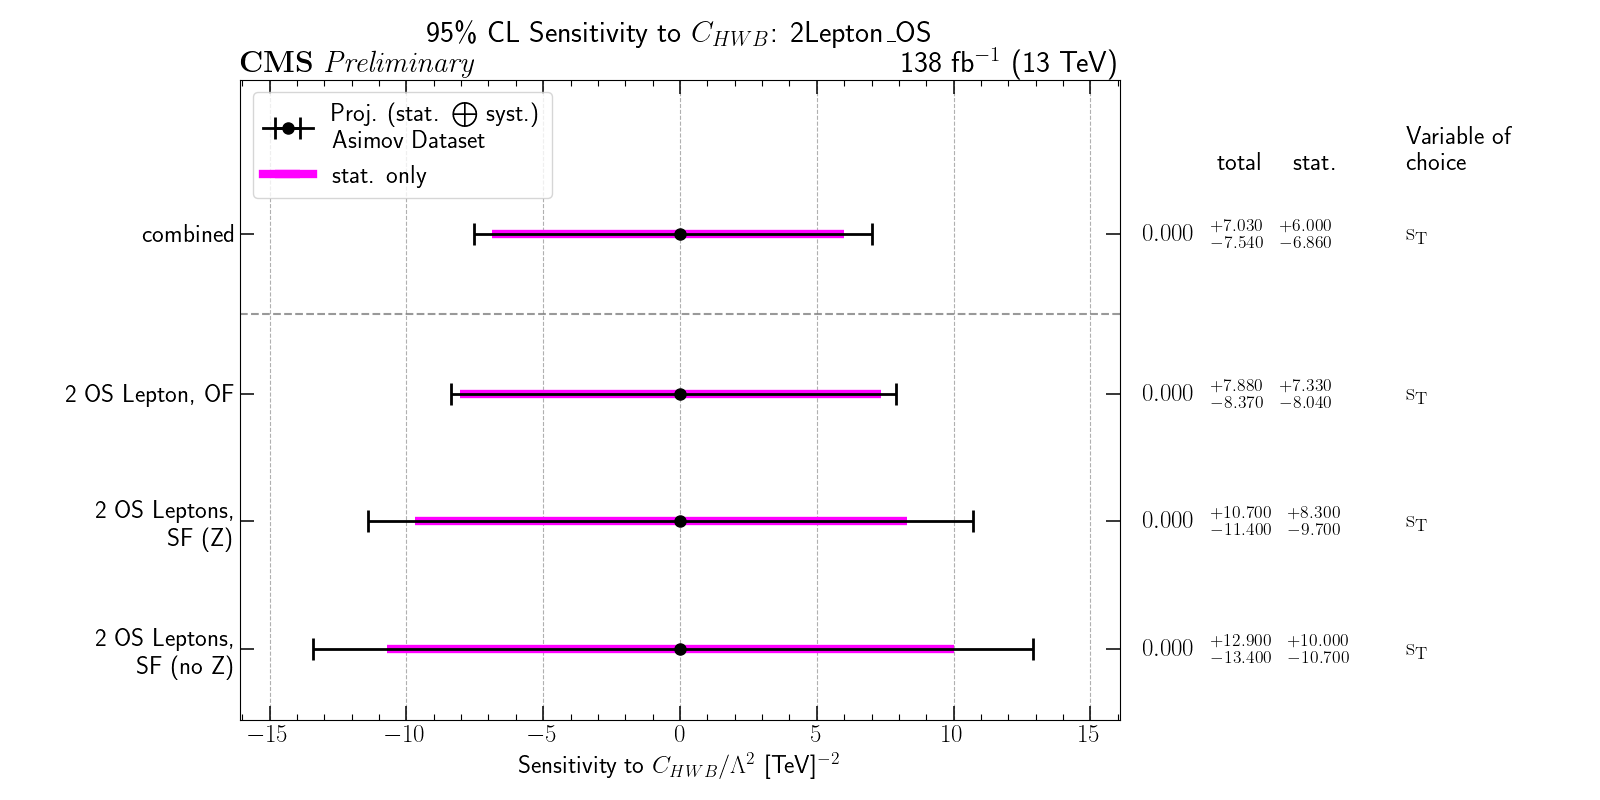 95% CL Sensitivity to C_{HWB}: 2Lepton_OS
CMS Preliminary 138 fb^{-1} (13 TeV)
Proj. (stat. ⨁ syst.)
Asimov Dataset
stat. only
Variable of
choice
total stat.
combined 0.000 +7.030 −7.540 +6.000 −6.860 s_T
2 OS Lepton, OF 0.000 +7.880 −8.370 +7.330 −8.040 s_T
2 OS Leptons,
SF (Z) 0.000 +10.700 −11.400 +8.300 −9.700 s_T
2 OS Leptons,
SF (no Z) 0.000 +12.900 −13.400 +10.000 −10.700 s_T
−15 −10 −5 0 5 10 15
Sensitivity to C_{HWB}/Λ^2 [TeV]^{-2}